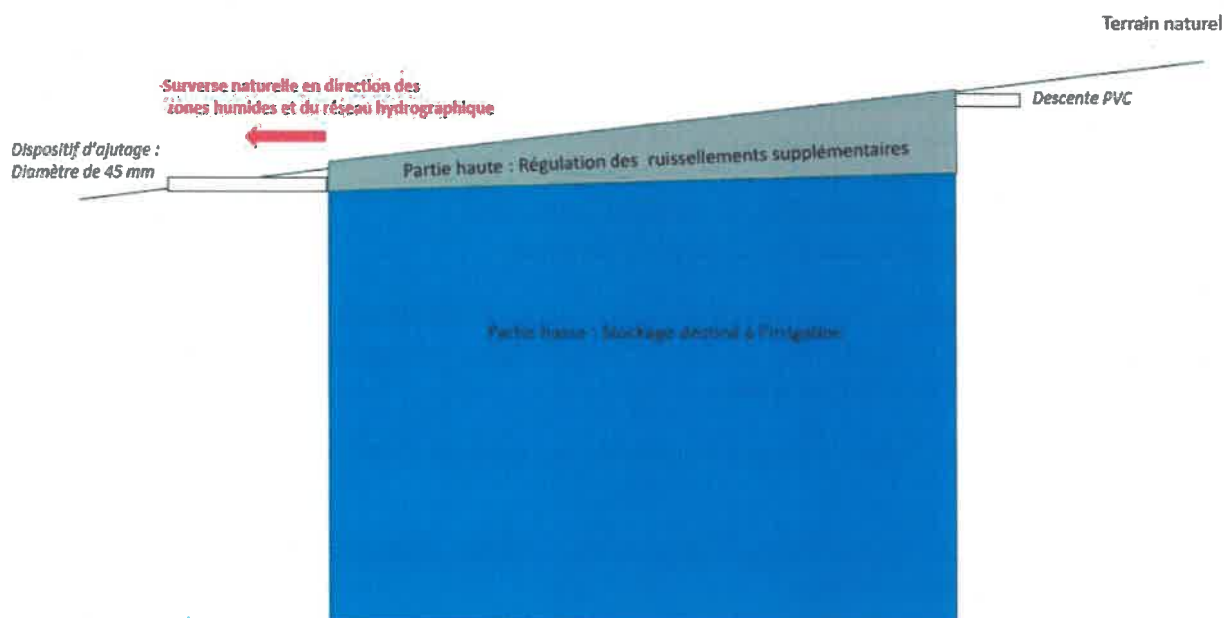 Terrain naturel
Surverse naturelle en direction des
zones humides et du réseau hydrographique
Descente PVC
Dispositif d'ajutage :
Diamètre de 45 mm
Partie haute : Régulation des ruissellements supplémentaires
Partie basse : Stockage destiné à l'irrigation